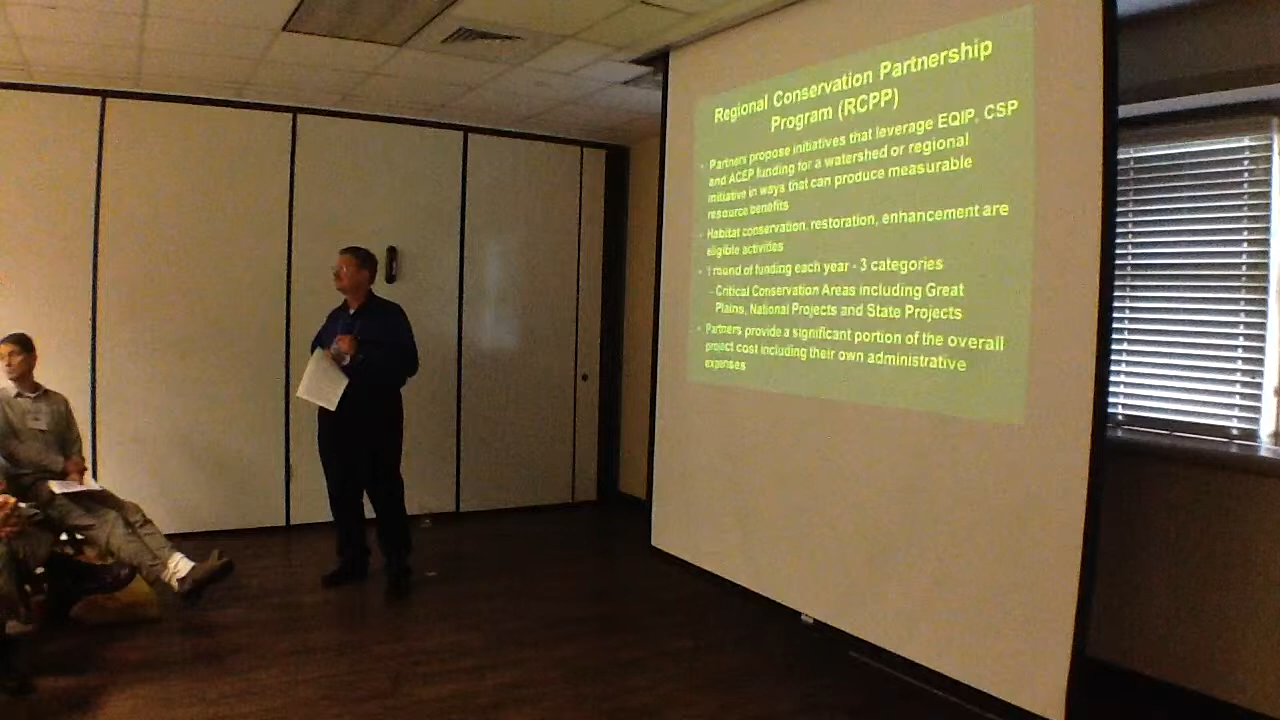 Regional Conservation Partnership
Program (RCPP)
Partners propose initiatives that leverage EQIP, CSP
and ACEP funding for a watershed or regional
initiative in ways that can produce measurable
resource benefits
Habitat conservation, restoration, enhancement are
eligible activities
1 round of funding each year - 3 categories
– Critical Conservation Areas including Great
Plains, National Projects and State Projects
Partners provide a significant portion of the overall
project cost including their own administrative
expenses